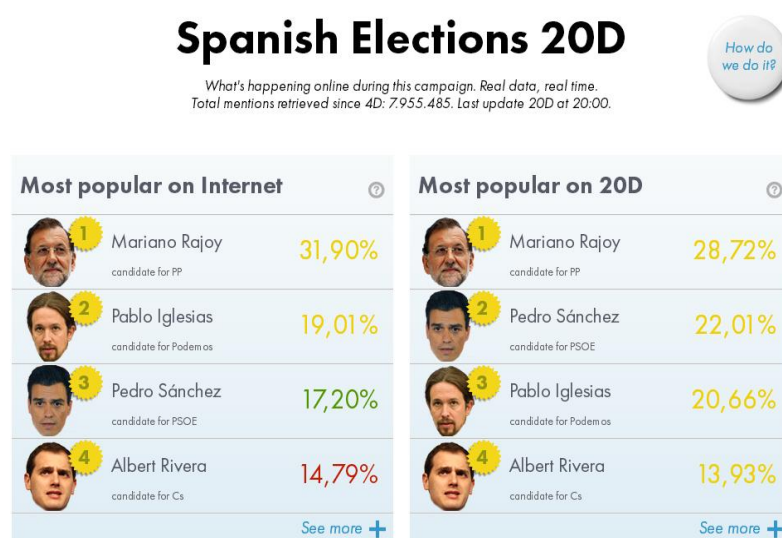 Spanish Elections 20D
How do
we do it?
What's happening online during this campaign. Real data, real time.
Total mentions retrieved since 4D: 7.955.485. Last update 20D at 20:00.
Most popular on Internet ?
1 Mariano Rajoy 31,90%
candidate for PP
2 Pablo Iglesias 19,01%
candidate for Podemos
3 Pedro Sánchez 17,20%
candidate for PSOE
4 Albert Rivera 14,79%
candidate for Cs
See more +
Most popular on 20D ?
1 Mariano Rajoy 28,72%
candidate for PP
2 Pedro Sánchez 22,01%
candidate for PSOE
3 Pablo Iglesias 20,66%
candidate for Podemos
4 Albert Rivera 13,93%
candidate for Cs
See more +